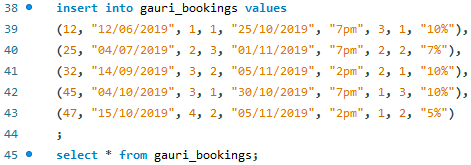 38 insert into gauri_bookings values
39 (12, "12/06/2019", 1, 1, "25/10/2019", "7pm", 3, 1, "10%"),
40 (25, "04/07/2019", 2, 3, "01/11/2019", "7pm", 2, 2, "7%"),
41 (32, "14/09/2019", 3, 2, "05/11/2019", "2pm", 2, 1, "10%"),
42 (45, "04/10/2019", 3, 1, "30/10/2019", "7pm", 1, 3, "10%"),
43 (47, "15/10/2019", 4, 2, "05/11/2019", "2pm", 1, 2, "5%")
44 ;
45 select * from gauri_bookings;